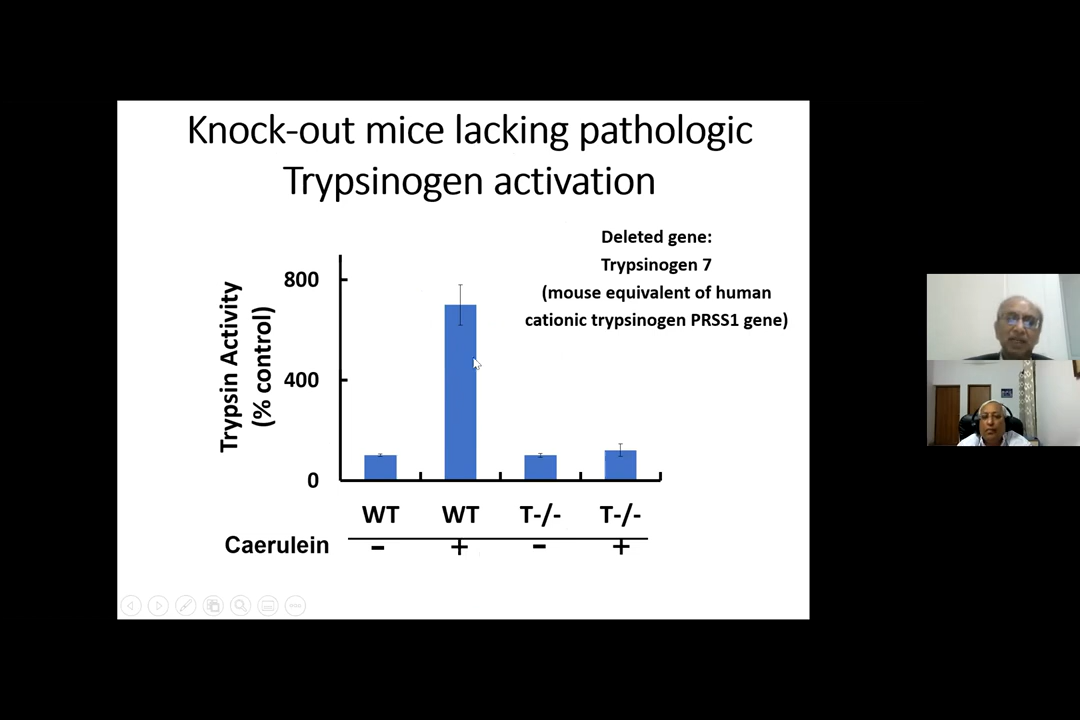 Knock-out mice lacking pathologic
Trypsinogen activation
Deleted gene:
Trypsinogen 7
(mouse equivalent of human
cationic trypsinogen PRSS1 gene)
Trypsin Activity
(% control)
800
400
0
WT WT T-/- T-/-
Caerulein - + - +